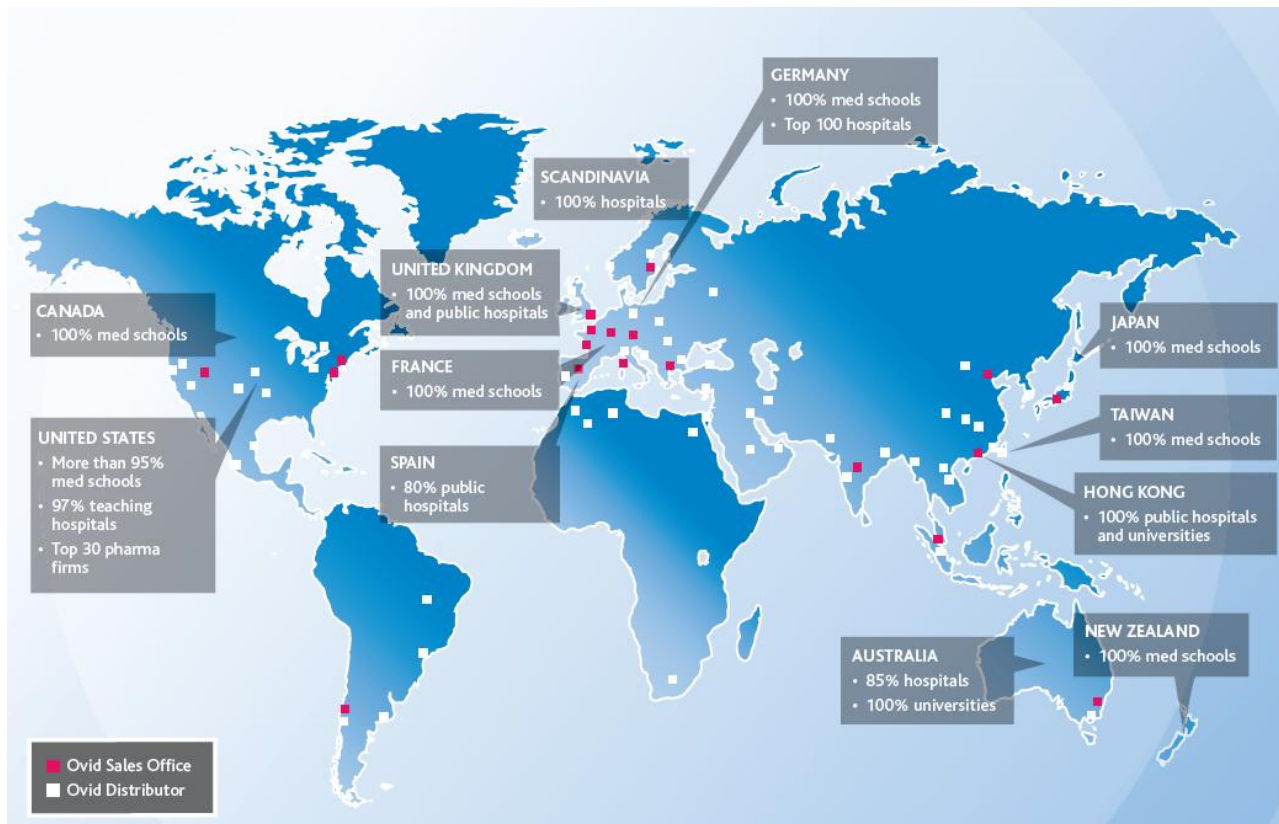 GERMANY
• 100% med schools
• Top 100 hospitals
SCANDINAVIA
• 100% hospitals
UNITED KINGDOM
• 100% med schools
and public hospitals
CANADA
• 100% med schools
JAPAN
• 100% med schools
FRANCE
• 100% med schools
TAIWAN
• 100% med schools
UNITED STATES
• More than 95%
med schools
• 97% teaching
hospitals
• Top 30 pharma
firms
SPAIN
• 80% public
hospitals
HONG KONG
• 100% public hospitals
and universities
NEW ZEALAND
• 100% med schools
AUSTRALIA
• 85% hospitals
• 100% universities
Ovid Sales Office
Ovid Distributor